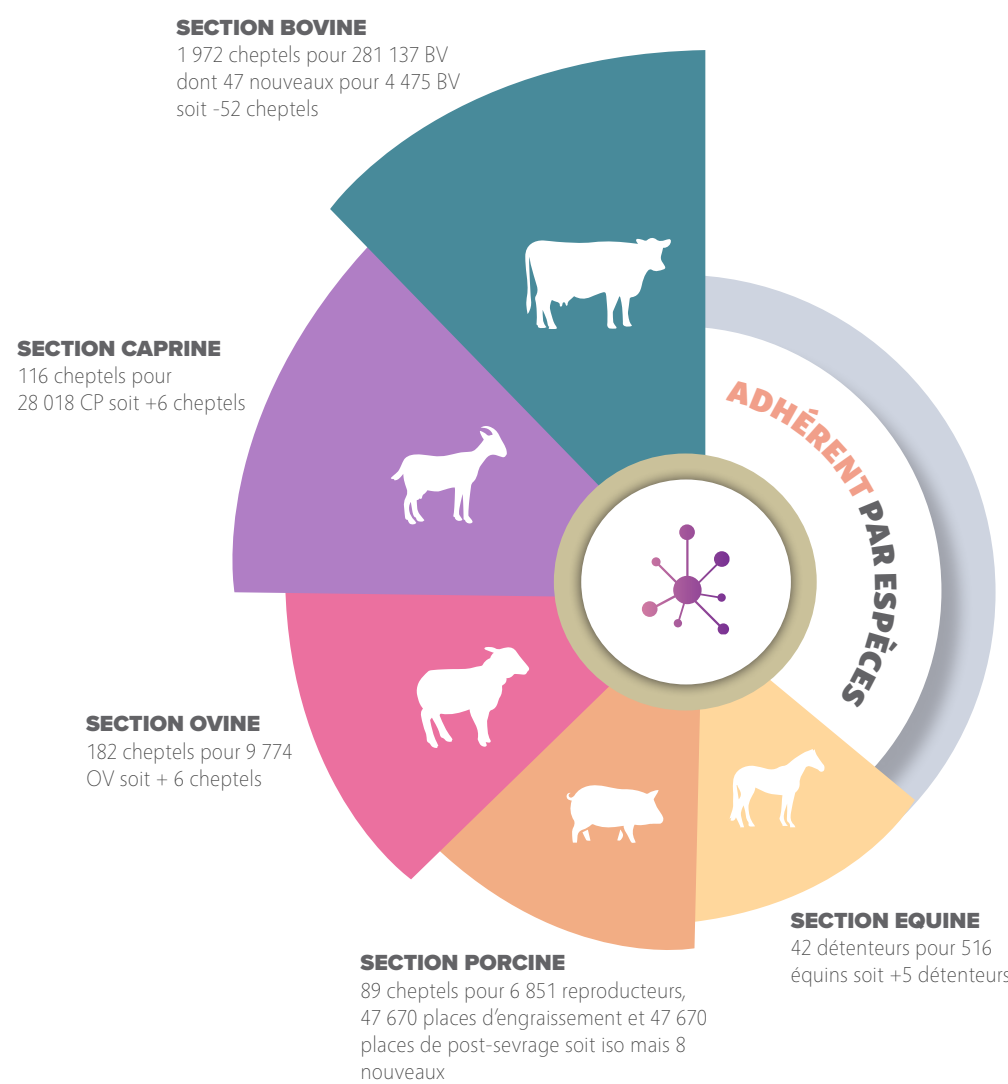 SECTION BOVINE
1 972 cheptels pour 281 137 BV
dont 47 nouveaux pour 4 475 BV
soit -52 cheptels
SECTION CAPRINE
116 cheptels pour
28 018 CP soit +6 cheptels
ADHÉRENT PAR ESPÈCES
SECTION OVINE
182 cheptels pour 9 774
OV soit + 6 cheptels
SECTION EQUINE
42 détenteurs pour 516
équins soit +5 détenteurs
SECTION PORCINE
89 cheptels pour 6 851 reproducteurs,
47 670 places d’engraissement et 47 670
places de post-sevrage soit iso mais 8
nouveaux